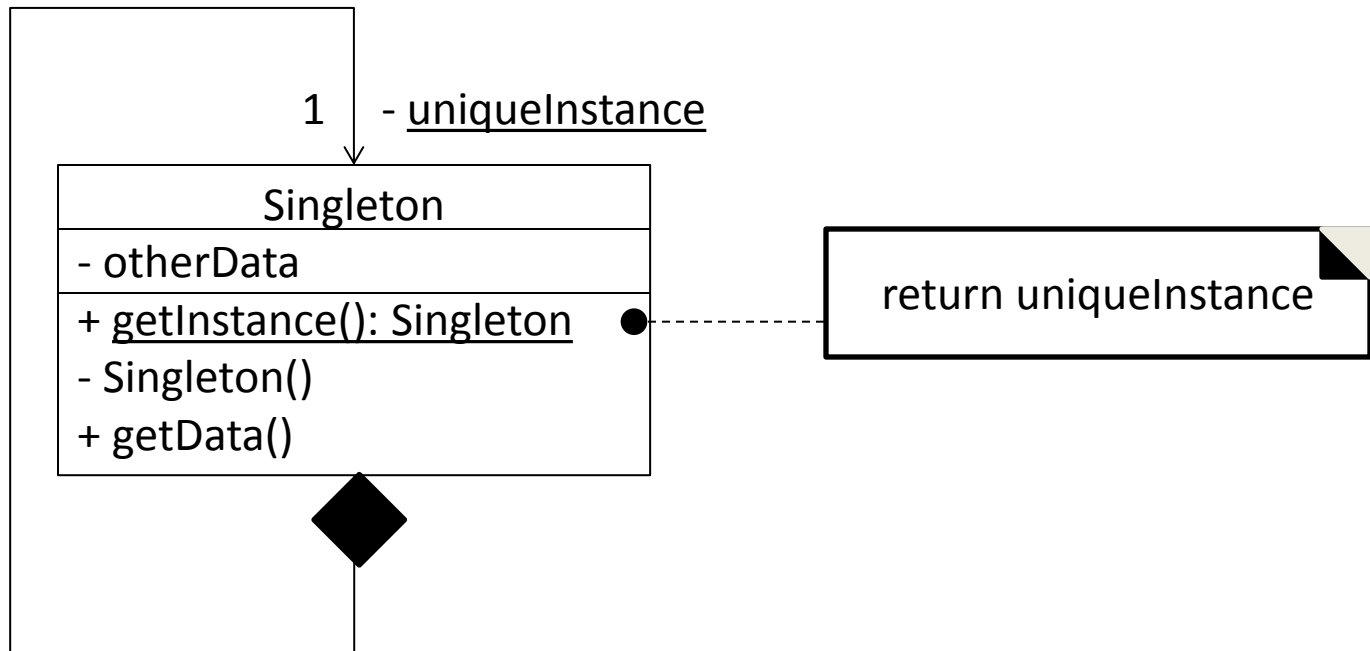 1 - uniqueInstance
Singleton
- otherData
+ getInstance(): Singleton
return uniqueInstance
- Singleton()
+ getData()